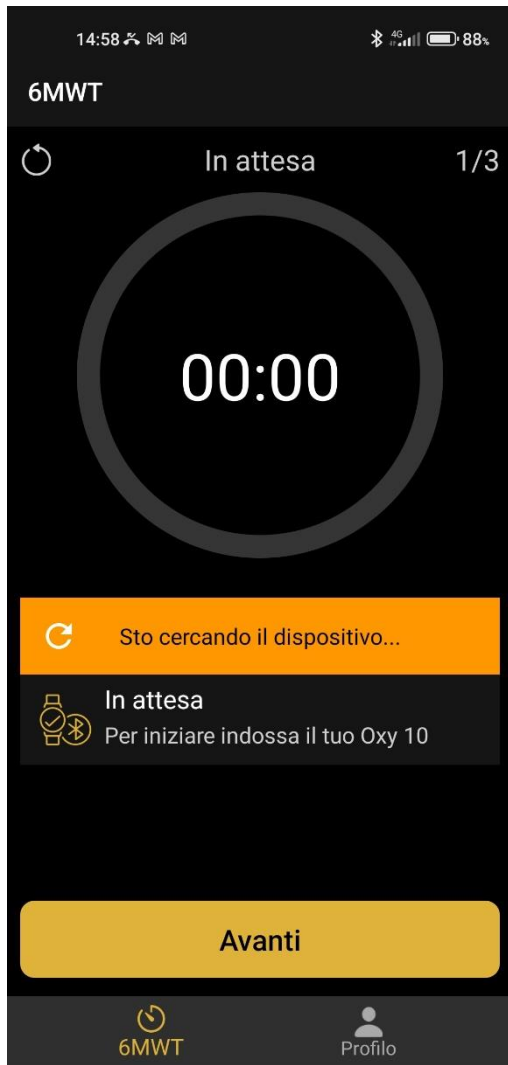 14:58
4G
88%
6MWT
In attesa
1/3
00:00
Sto cercando il dispositivo...
In attesa
Per iniziare indossa il tuo Oxy 10
Avanti
6MWT
Profilo